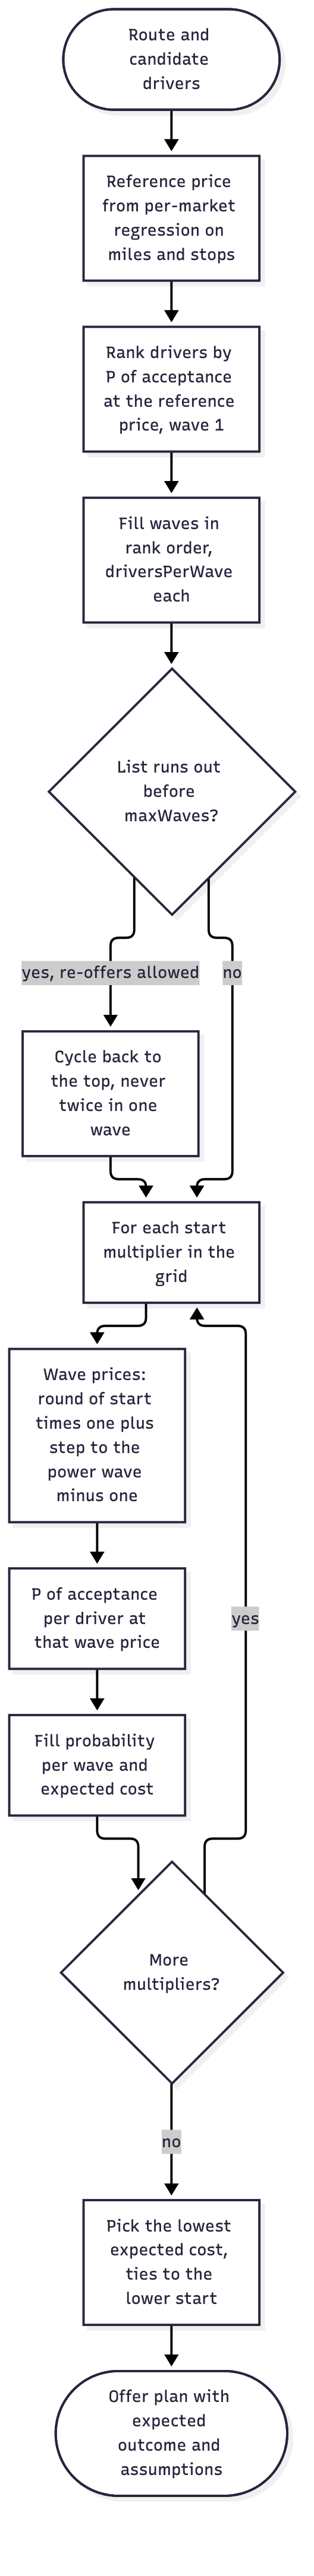 Route and
candidate
drivers
Reference price
from per-market
regression on
miles and stops
Rank drivers by
P of acceptance
at the reference
price, wave 1
Fill waves in
rank order,
driversPerWave
each
List runs out
before
maxWaves?
yes, re-offers allowed
no
Cycle back to
the top, never
twice in one
wave
For each start
multiplier in the
grid
Wave prices:
round of start
times one plus
step to the
power wave
minus one
P of acceptance
per driver at
that wave price
yes
Fill probability
per wave and
expected cost
More
multipliers?
no
Pick the lowest
expected cost,
ties to the
lower start
Offer plan with
expected
outcome and
assumptions